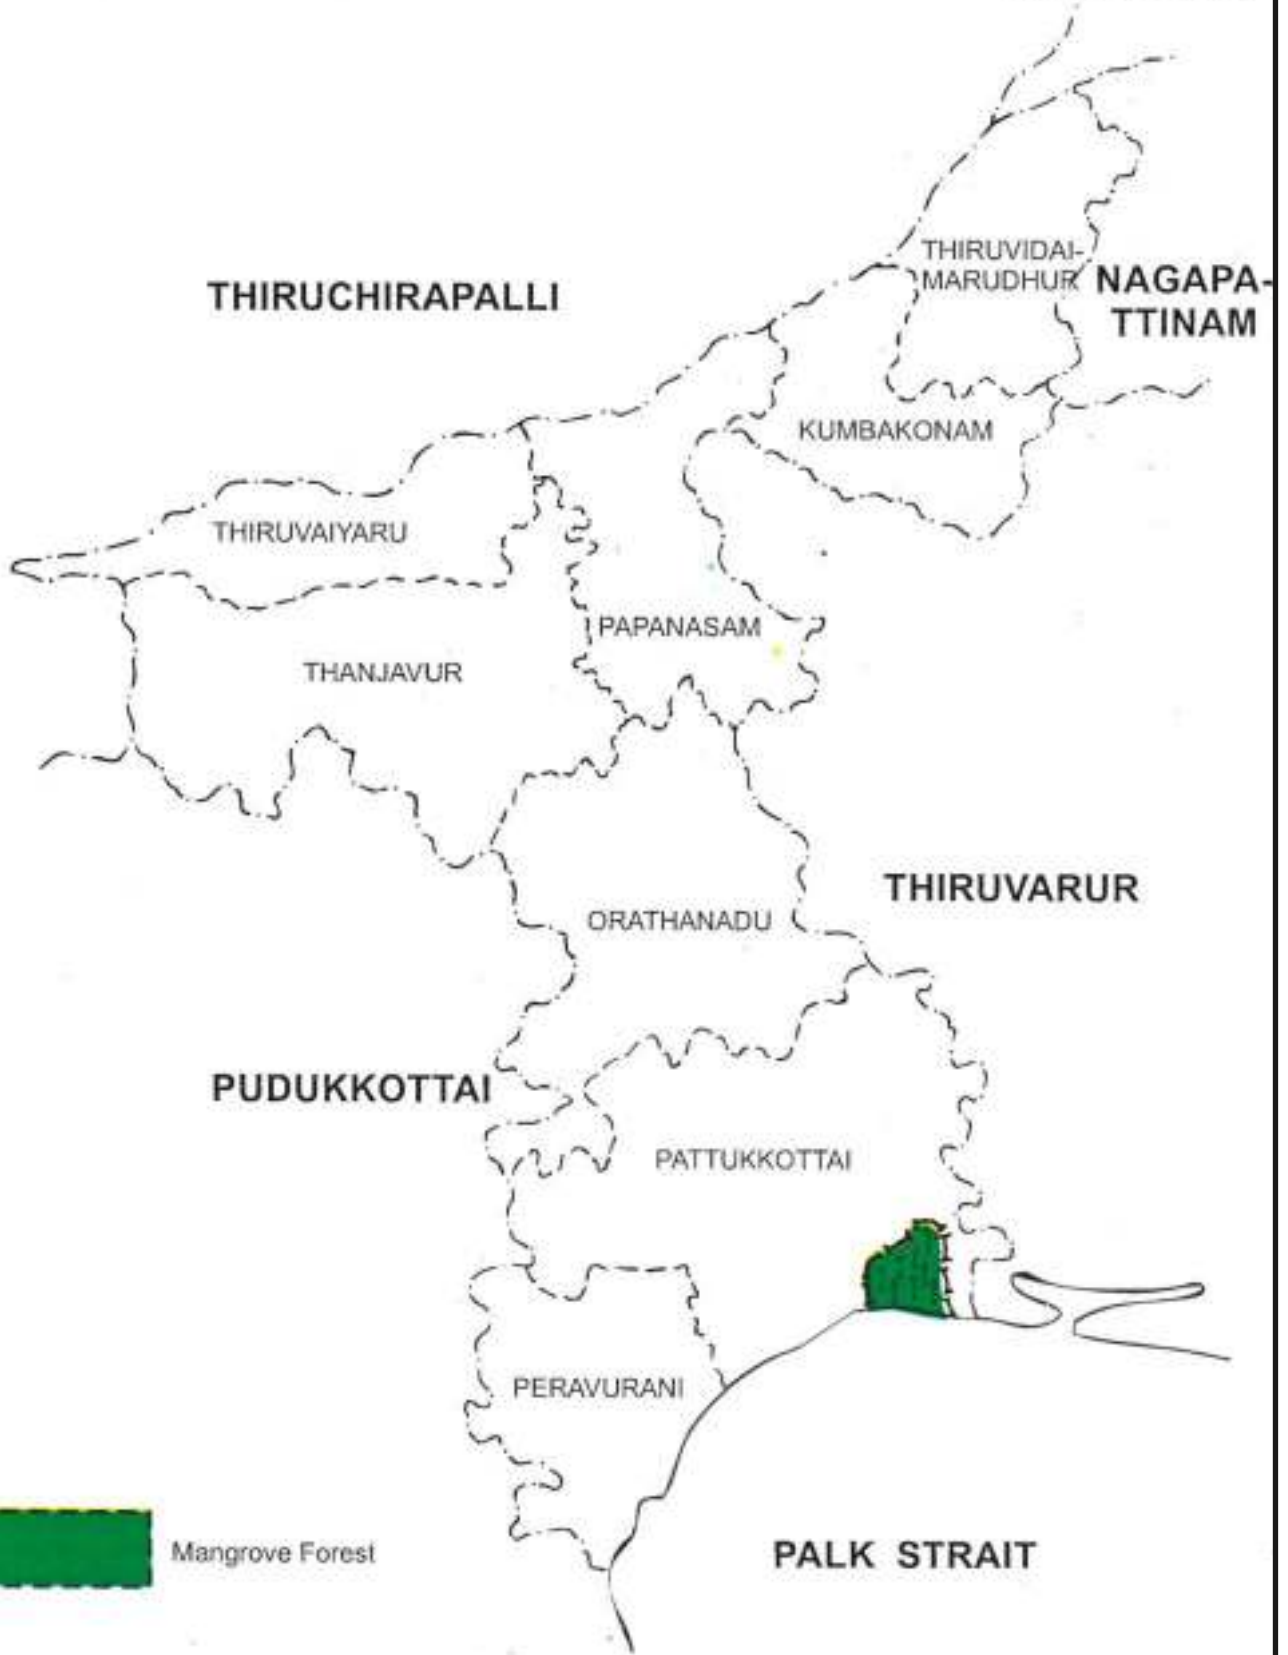 THIRUVIDAI-
MARUDHUR
THIRUCHIRAPALLI
NAGAPA-
TTINAM
KUMBAKONAM
THIRUVAIYARU
PAPANASAM
THANJAVUR
THIRUVARUR
ORATHANADU
PUDUKKOTTAI
PATTUKKOTTAI
PERAVURANI
Mangrove Forest
PALK STRAIT